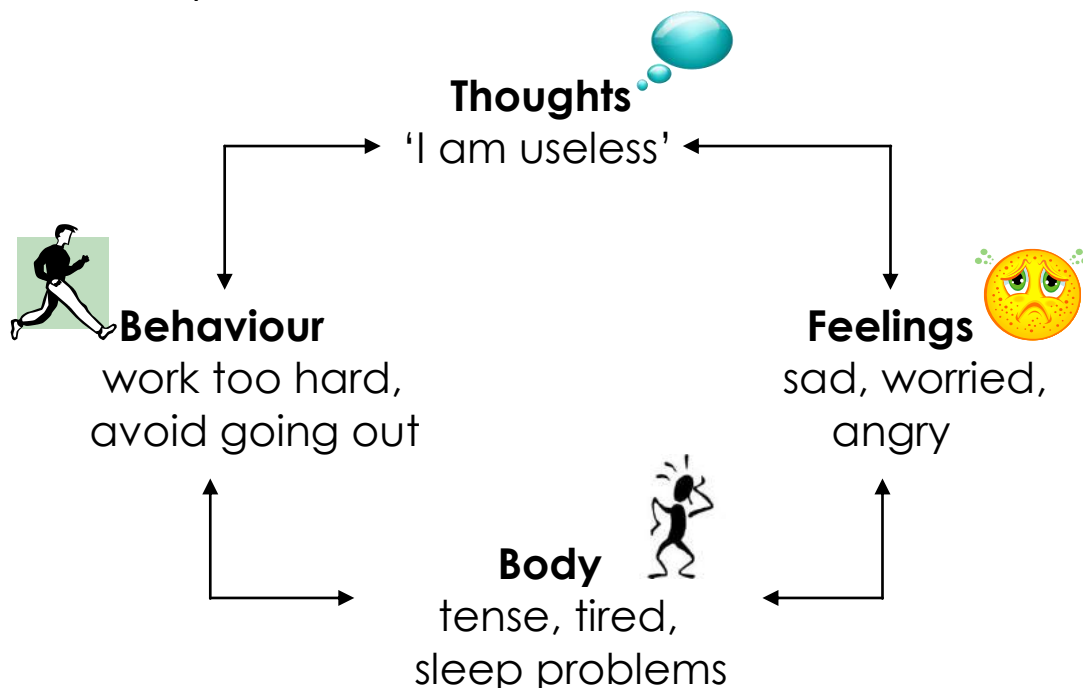 Thoughts
‘I am useless’
Behaviour
work too hard,
avoid going out
Feelings
sad, worried,
angry
Body
tense, tired,
sleep problems